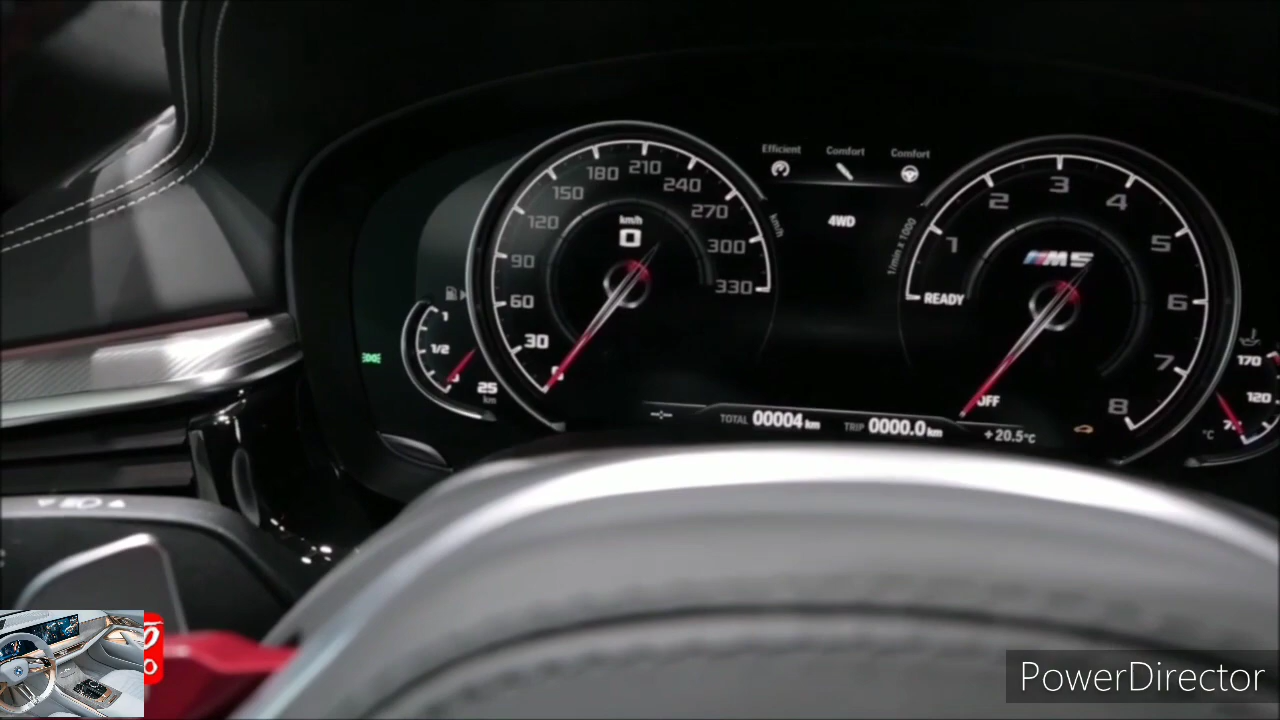 Efficient Comfort Comfort
4WD
km/h
0
30
60
90
120
150
180
210
240
270
300
330
km/h
1/min x 1000
M5
READY
OFF
1
2
3
4
5
6
7
8
1
1/2
25
km
TOTAL 00004 km TRIP 0000.0 km +20.5°C
170
120
°C
PowerDirector